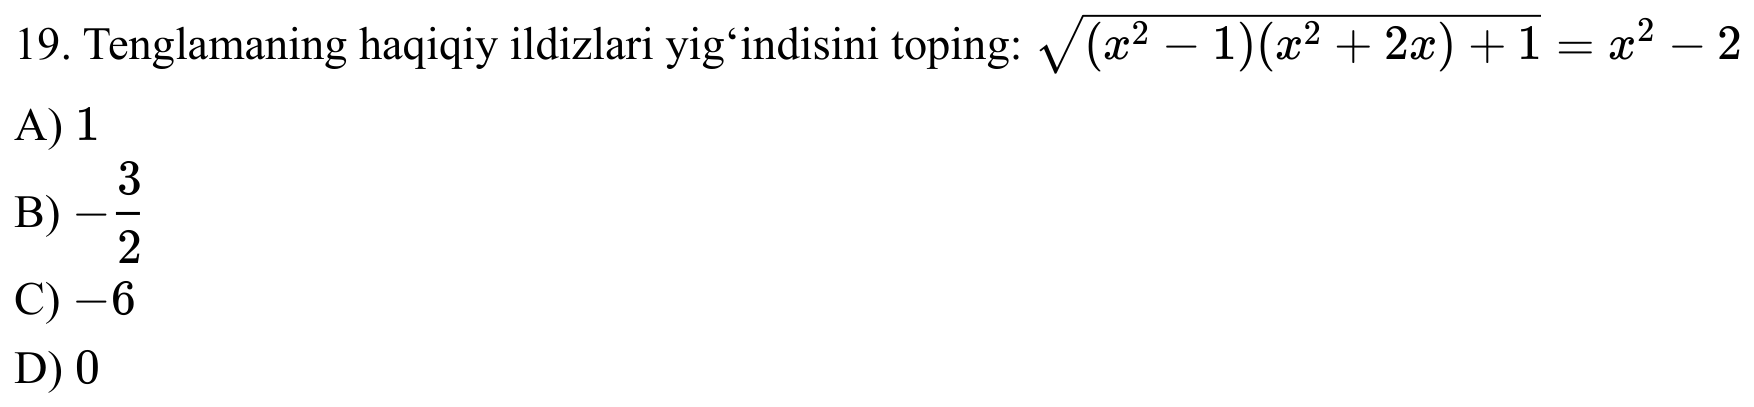 19. Tenglamaning haqiqiy ildizlari yig‘indisini toping: √((x² − 1)(x² + 2x) + 1) = x² − 2
A) 1
B) −3/2
C) −6
D) 0